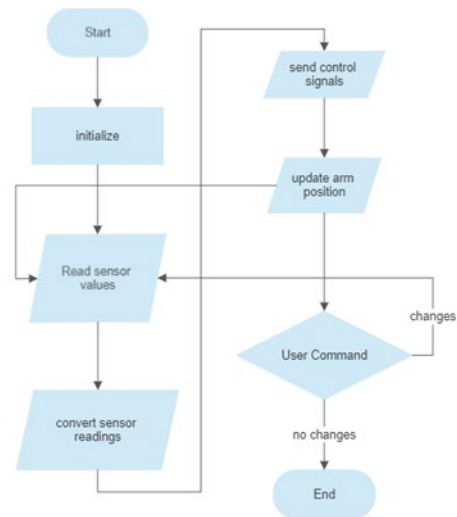 Start
initialize
Read sensor
values
convert sensor
readings
send control
signals
update arm
position
User Command
changes
no changes
End